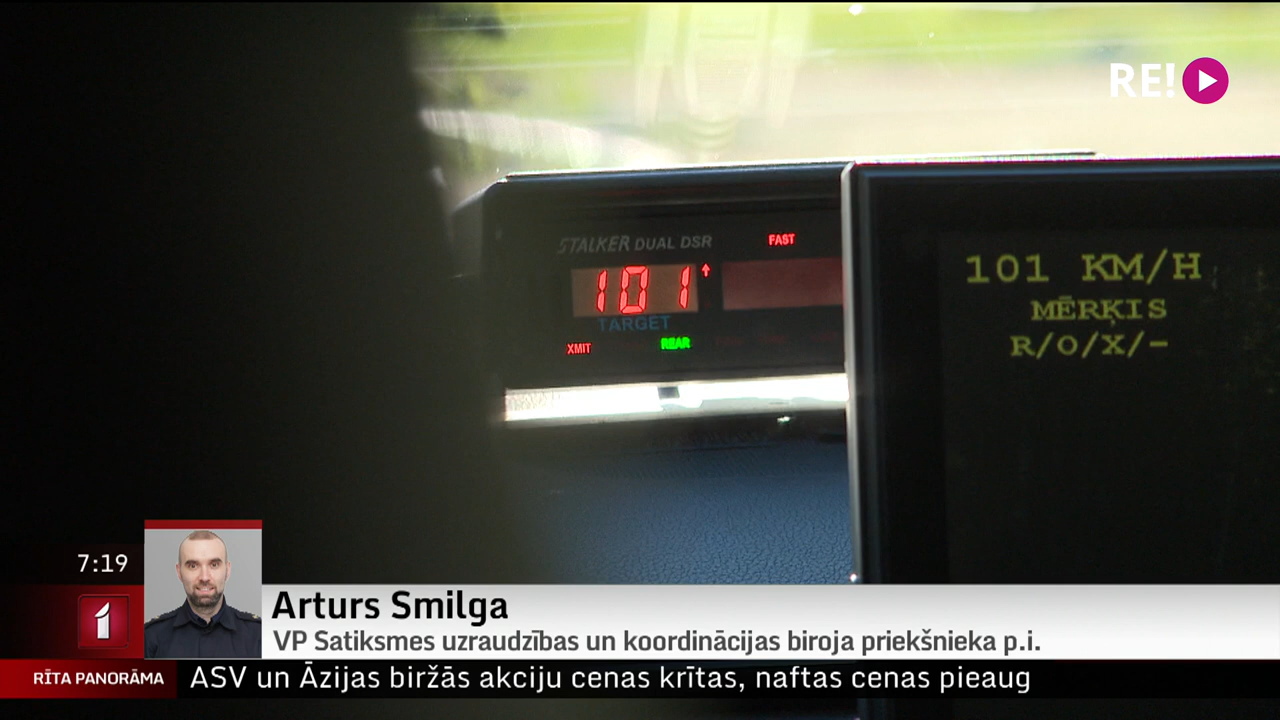 RE!
STALKER DUAL DSR
FAST
101
TARGET
XMIT
REAR
101 KM/H
MĒRĶIS
R/O/X/-
7:19
1
Arturs Smilga
VP Satiksmes uzraudzības un koordinācijas biroja priekšnieka p.i.
RĪTA PANORĀMA
ASV un Āzijas biržās akciju cenas krītas, naftas cenas pieaug